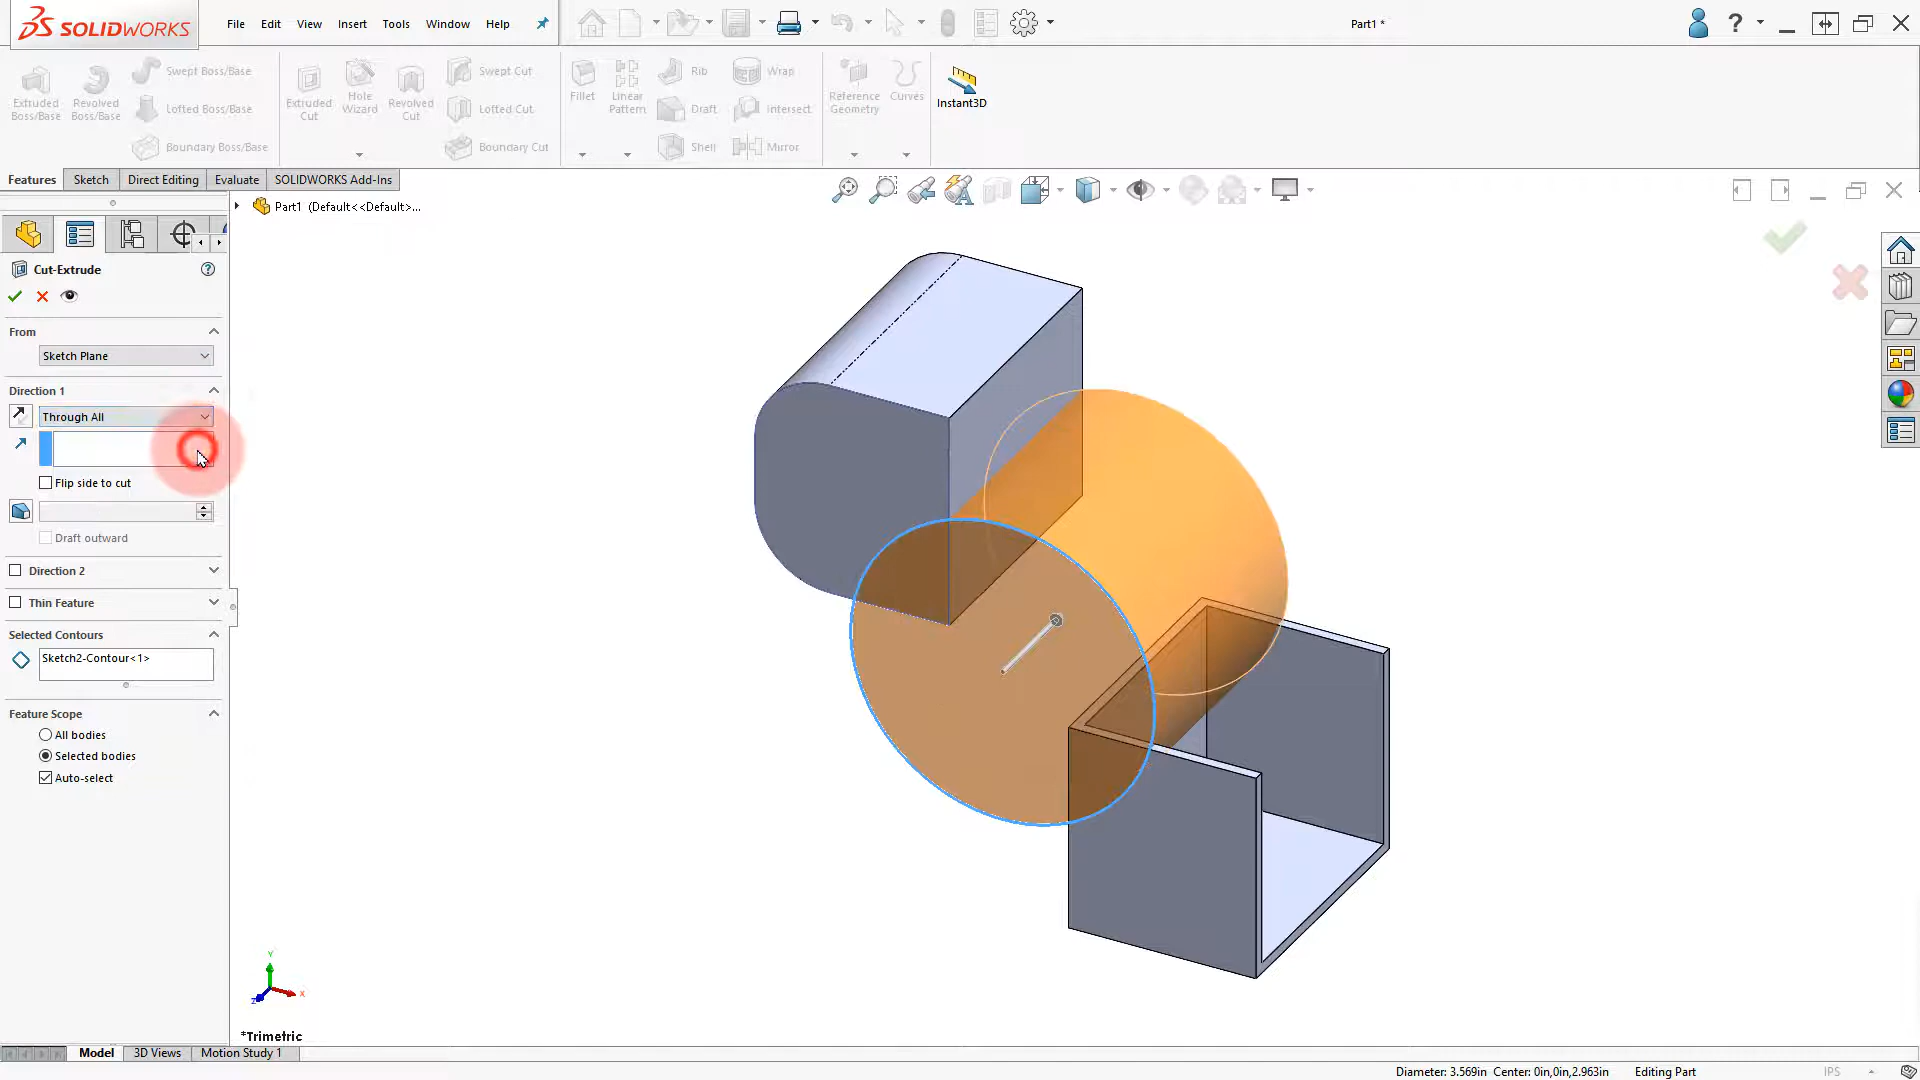 SOLIDWORKS
File Edit View Insert Tools Window Help
Part1 *
?
Extruded Boss/Base
Revolved Boss/Base
Swept Boss/Base
Lofted Boss/Base
Boundary Boss/Base
Extruded Cut
Hole Wizard
Revolved Cut
Swept Cut
Lofted Cut
Boundary Cut
Fillet
Linear Pattern
Rib
Draft
Shell
Wrap
Intersect
Mirror
Reference Geometry
Curves
Instant3D
Features Sketch Direct Editing Evaluate SOLIDWORKS Add-Ins
Part1 (Default<<Default>...
Cut-Extrude
?
From
Sketch Plane
Direction 1
Through All
Flip side to cut
Draft outward
Direction 2
Thin Feature
Selected Contours
Sketch2-Contour<1>
Feature Scope
All bodies
Selected bodies
Auto-select
Y
X
Z
*Trimetric
Model 3D Views Motion Study 1
Diameter: 3.569in Center: 0in,0in,2.963in Editing Part IPS